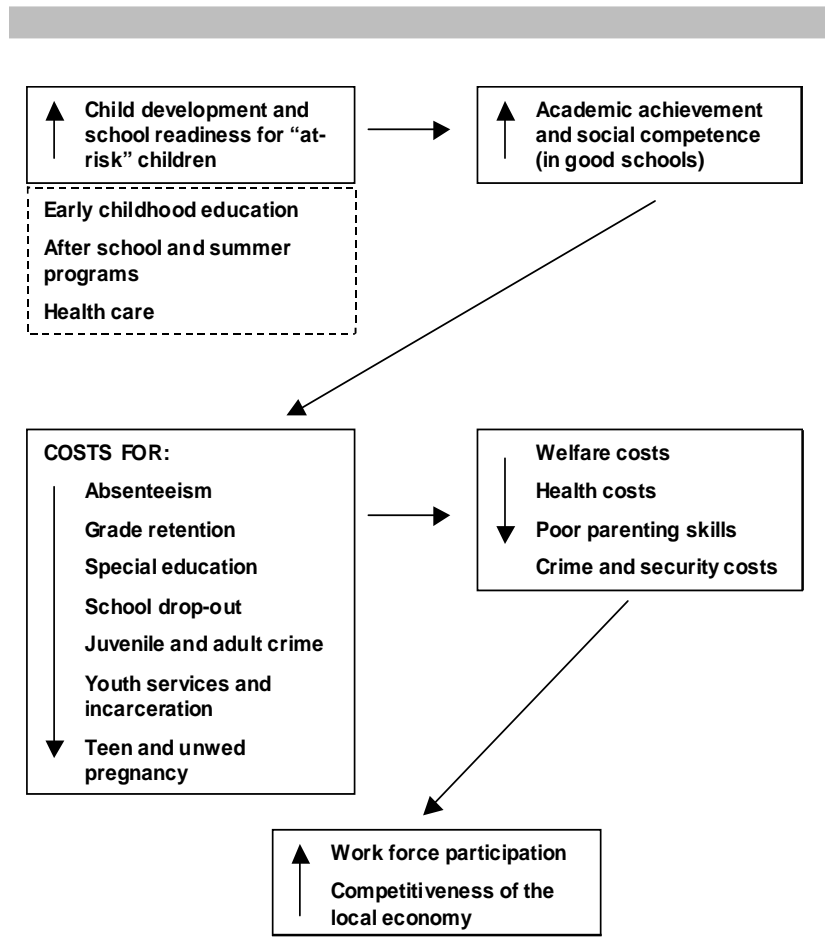 Child development and
school readiness for “at-
risk” children
Academic achievement
and social competence
(in good schools)
Early childhood education
After school and summer
programs
Health care
COSTS FOR:
Absenteeism
Grade retention
Special education
School drop-out
Juvenile and adult crime
Youth services and
incarceration
Teen and unwed
pregnancy
Welfare costs
Health costs
Poor parenting skills
Crime and security costs
Work force participation
Competitiveness of the
local economy